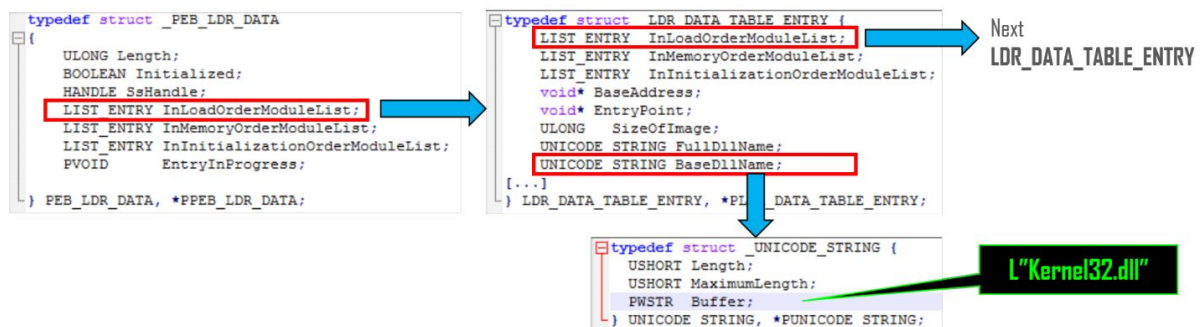 typedef struct _PEB_LDR_DATA
{
ULONG Length;
BOOLEAN Initialized;
HANDLE SsHandle;
LIST_ENTRY InLoadOrderModuleList;
LIST_ENTRY InMemoryOrderModuleList;
LIST_ENTRY InInitializationOrderModuleList;
PVOID EntryInProgress;
} PEB_LDR_DATA, *PPEB_LDR_DATA;
typedef struct _LDR_DATA_TABLE_ENTRY {
LIST_ENTRY InLoadOrderModuleList;
LIST_ENTRY InMemoryOrderModuleList;
LIST_ENTRY InInitializationOrderModuleList;
void* BaseAddress;
void* EntryPoint;
ULONG SizeOfImage;
UNICODE_STRING FullDllName;
UNICODE_STRING BaseDllName;
[...]
} LDR_DATA_TABLE_ENTRY, *PL DATA_TABLE_ENTRY;
Next
LDR_DATA_TABLE_ENTRY
typedef struct _UNICODE_STRING {
USHORT Length;
USHORT MaximumLength;
PWSTR Buffer;
} UNICODE_STRING, *PUNICODE_STRING;
L"Kernel32.dll"